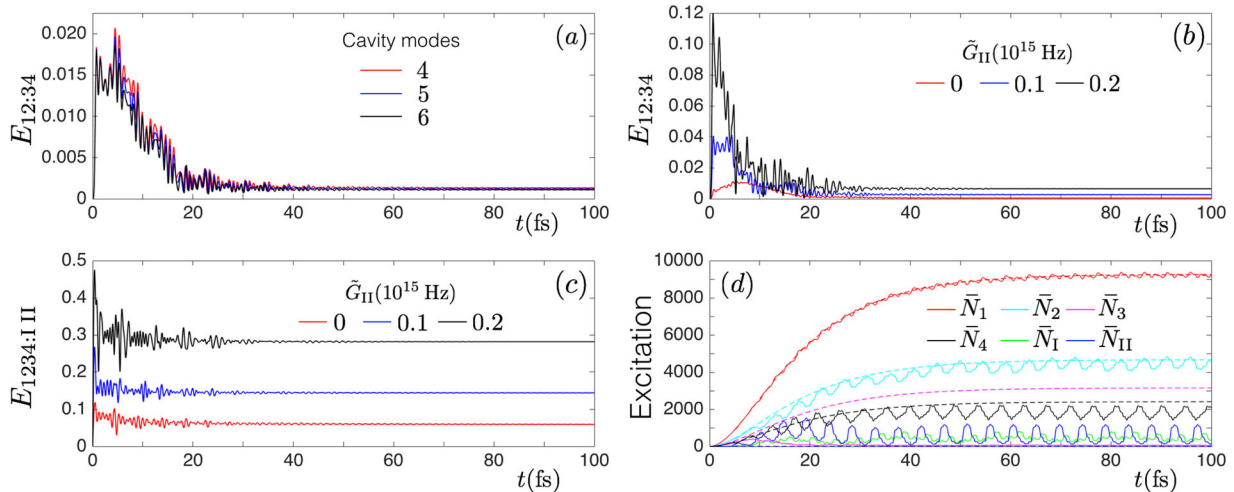 (a)
E12:34
0.020
0.015
0.010
0.005
0
Cavity modes
4
5
6
0 20 40 60 80 100
t(fs)
(b)
E12:34
0.12
0.10
0.08
0.06
0.04
0.02
0
G̃II(10¹⁵ Hz)
0 0.1 0.2
0 20 40 60 80 100
t(fs)
(c)
E1234:I II
0.5
0.4
0.3
0.2
0.1
0
G̃II(10¹⁵ Hz)
0 0.1 0.2
0 20 40 60 80 100
t(fs)
(d)
Excitation
10000
8000
6000
4000
2000
0
N̄1 N̄2 N̄3
N̄4 N̄I N̄II
0 20 40 60 80 100
t(fs)